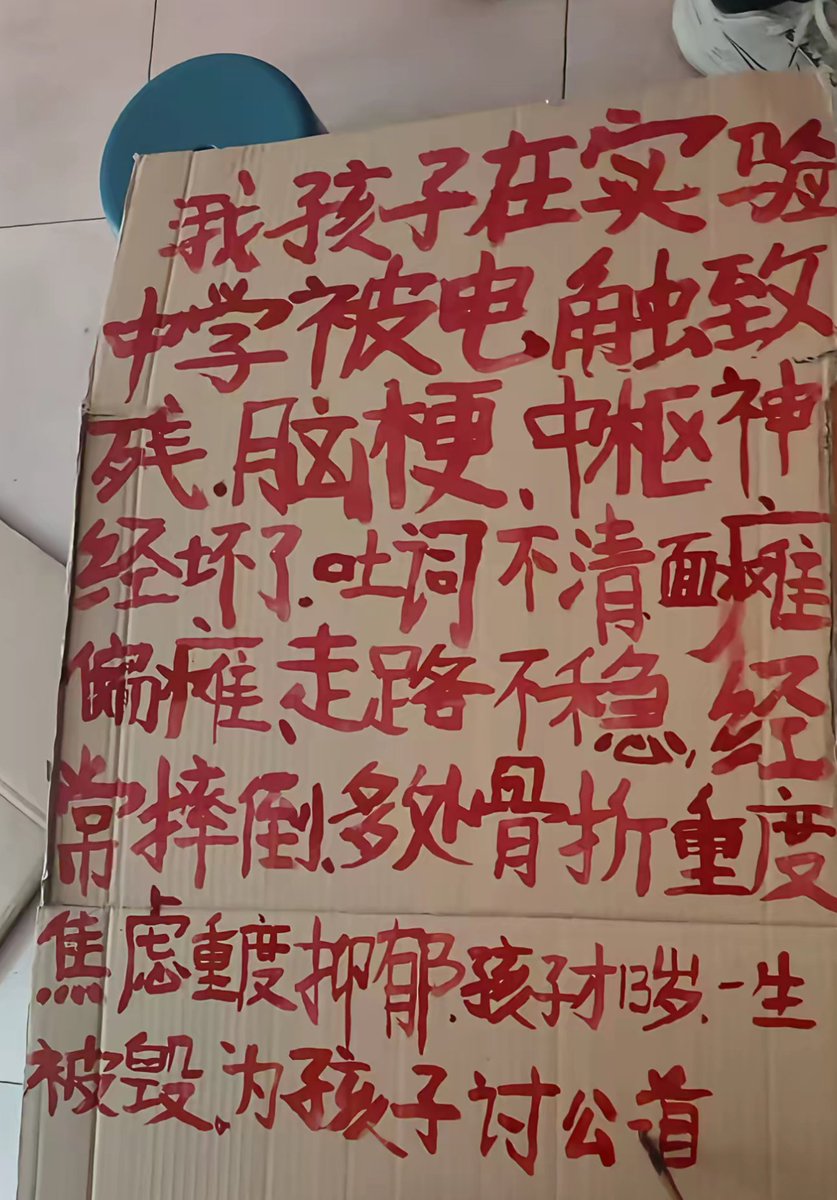 我孩子在实验
中学被电触致
残.脑梗、中枢神
经坏了.吐词不清.面瘫
偏瘫、走路不稳,经
常摔倒.多处骨折重度
焦虑重度抑郁.孩子才13岁、一生
被毁.为孩子讨公道